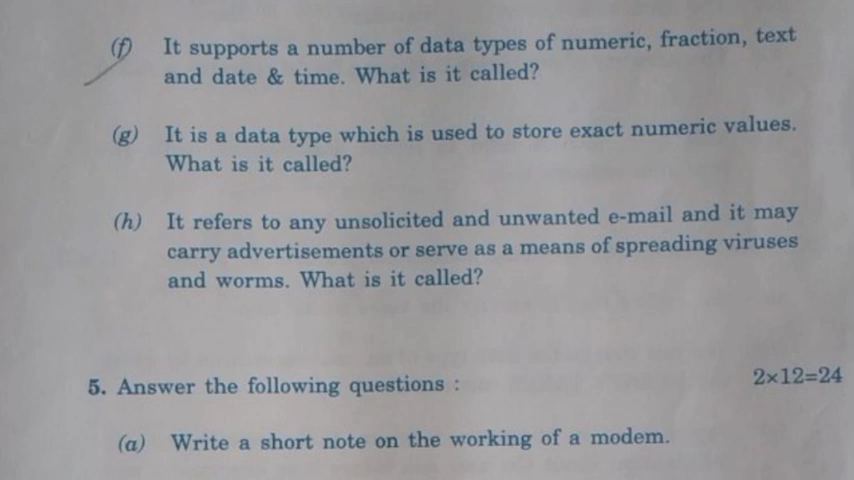 (f) It supports a number of data types of numeric, fraction, text
and date & time. What is it called?
(g) It is a data type which is used to store exact numeric values.
What is it called?
(h) It refers to any unsolicited and unwanted e-mail and it may
carry advertisements or serve as a means of spreading viruses
and worms. What is it called?
5. Answer the following questions : 2×12=24
(a) Write a short note on the working of a modem.